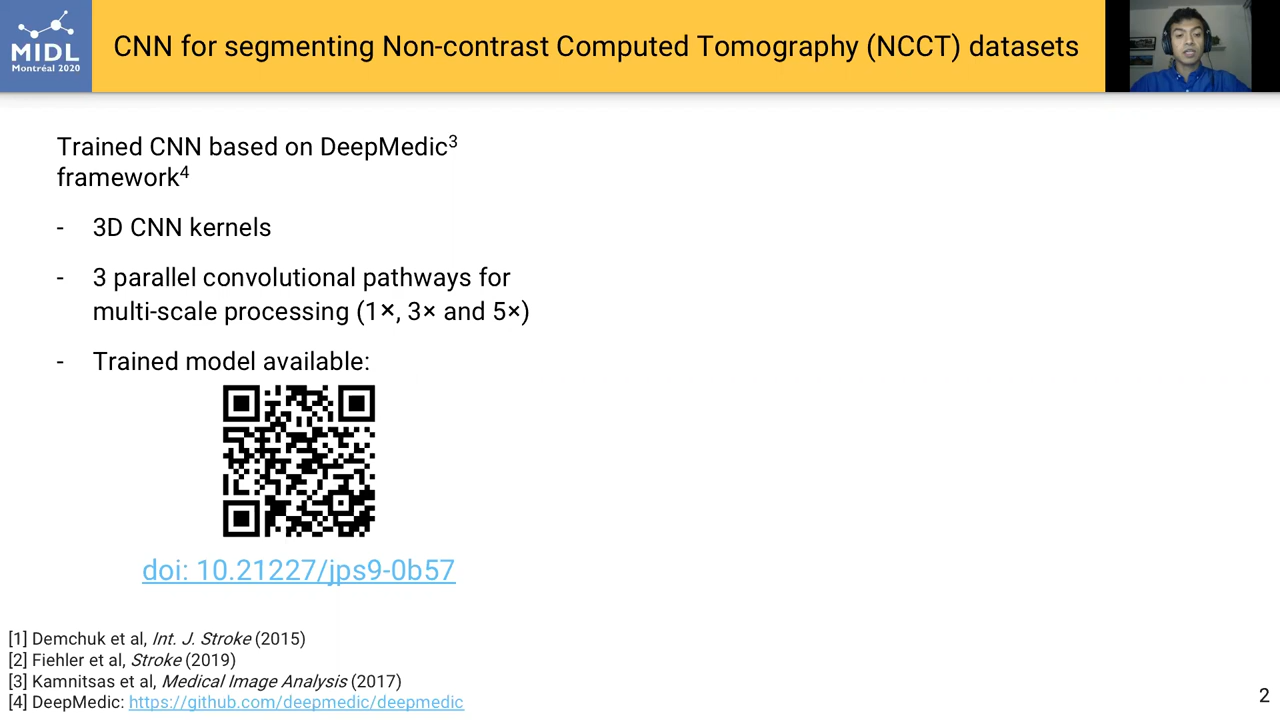 MIDL
Montréal 2020
CNN for segmenting Non-contrast Computed Tomography (NCCT) datasets
Trained CNN based on DeepMedic³
framework⁴
- 3D CNN kernels
- 3 parallel convolutional pathways for
multi-scale processing (1×, 3× and 5×)
- Trained model available:
doi: 10.21227/jps9-0b57
[1] Demchuk et al, Int. J. Stroke (2015)
[2] Fiehler et al, Stroke (2019)
[3] Kamnitsas et al, Medical Image Analysis (2017)
[4] DeepMedic: https://github.com/deepmedic/deepmedic
2